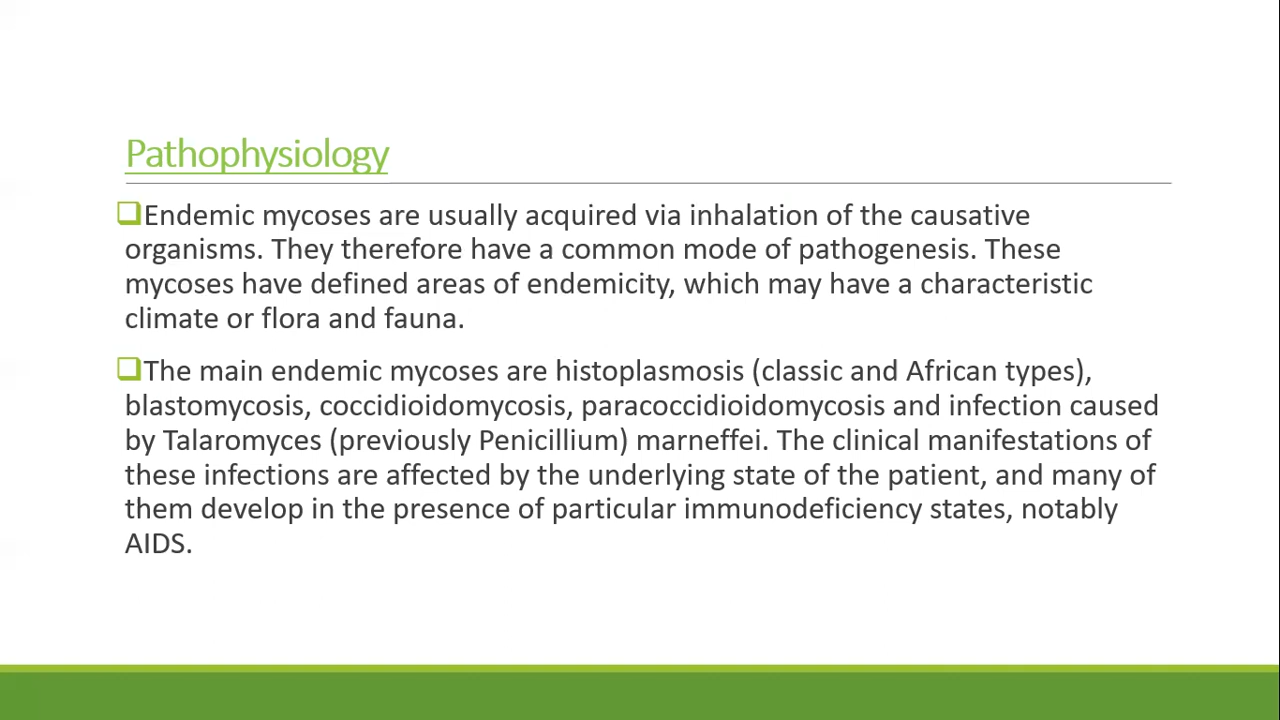 Pathophysiology
Endemic mycoses are usually acquired via inhalation of the causative
organisms. They therefore have a common mode of pathogenesis. These
mycoses have defined areas of endemicity, which may have a characteristic
climate or flora and fauna.
The main endemic mycoses are histoplasmosis (classic and African types),
blastomycosis, coccidioidomycosis, paracoccidioidomycosis and infection caused
by Talaromyces (previously Penicillium) marneffei. The clinical manifestations of
these infections are affected by the underlying state of the patient, and many of
them develop in the presence of particular immunodeficiency states, notably
AIDS.